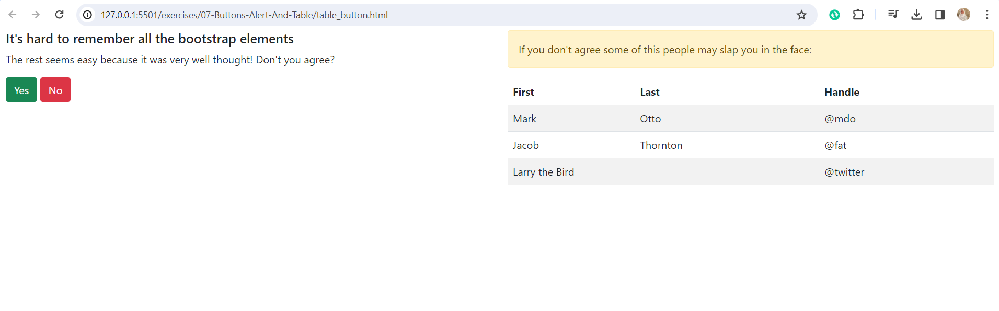 127.0.0.1:5501/exercises/07-Buttons-Alert-And-Table/table_button.html
It's hard to remember all the bootstrap elements
The rest seems easy because it was very well thought! Don't you agree?
Yes No
If you don't agree some of this people may slap you in the face:
First Last Handle
Mark Otto @mdo
Jacob Thornton @fat
Larry the Bird @twitter